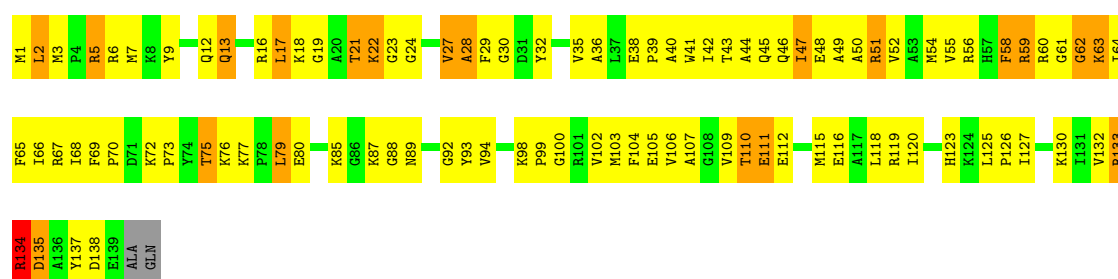 M1 L2 M3 P4 R5 R6 M7 K8 Y9 Q12 Q13 R16 L17 K18 G19 A20 T21 K22 G23 G24 V27 A28 F29 G30 D31 Y32 V35 A36 L37 E38 P39 A40 W41 I42 T43 A44 Q45 Q46 I47 E48 A49 A50 R51 V52 A53 M54 V55 R56 H57 F58 R59 R60 G61 G62 K63 I64
F65 I66 R67 I68 F69 P70 D71 K72 P73 Y74 T75 K76 K77 P78 L79 E80 K85 G86 K87 G88 N89 G92 Y93 V94 K98 P99 G100 R101 V102 M103 F104 E105 V106 A107 G108 V109 T110 E111 E112 M115 E116 A117 L118 R119 I120 H123 K124 L125 P126 I127 K130 I131 V132
R134 D135 A136 Y137 D138 E139 ALA GLN